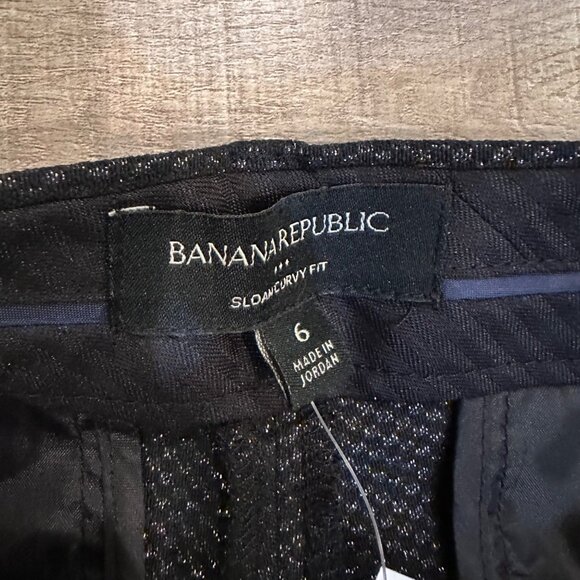 BANANA REPUBLIC
SLOAN CURVY FIT
6
MADE IN
JORDAN